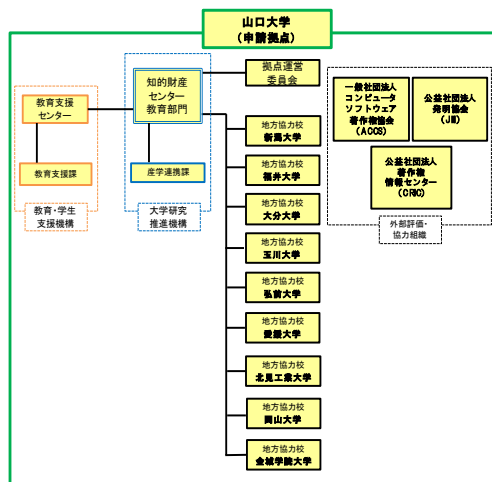 山口大学
(申請拠点)
拠点運営
委員会
知的財産
センター
教育部門
教育支援
センター
教育支援課
産学連携課
教育・学生
支援機構
大学研究
推進機構
地方協力校
新潟大学
地方協力校
福井大学
地方協力校
大分大学
地方協力校
玉川大学
地方協力校
弘前大学
地方協力校
愛媛大学
地方協力校
北見工業大学
地方協力校
岡山大学
地方協力校
金城学院大学
一般社団法人
コンピュータ
ソフトウェア
著作権協会
(ACCS)
公益社団法人
発明協会
(JIII)
公益社団法人
著作権
情報センター
(CRIC)
外部評価・
協力組織